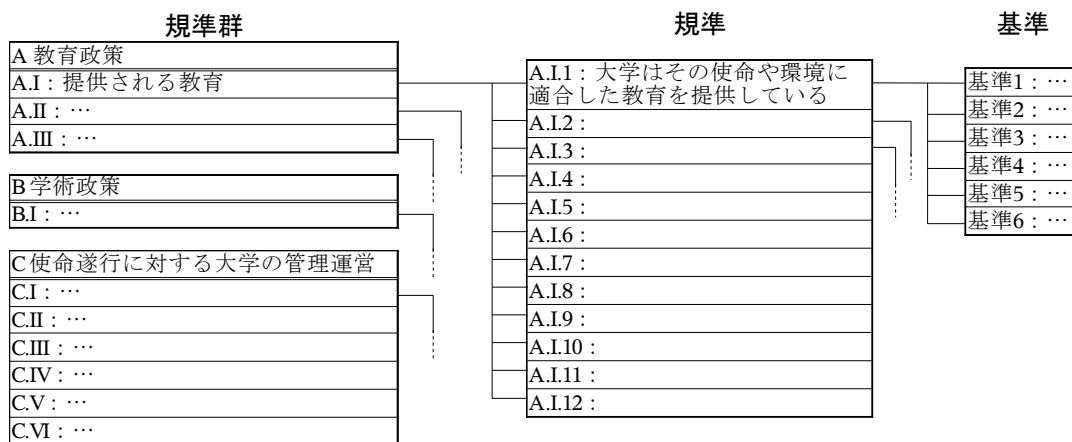 規準群
A 教育政策
A.I：提供される教育
A.II：…
A.III：…
B 学術政策
B.I：…
C 使命遂行に対する大学の管理運営
C.I：…
C.II：…
C.III：…
C.IV：…
C.V：…
C.VI：…
規準
A.I.1：大学はその使命や環境に
適合した教育を提供している
A.I.2：
A.I.3：
A.I.4：
A.I.5：
A.I.6：
A.I.7：
A.I.8：
A.I.9：
A.I.10：
A.I.11：
A.I.12：
基準
基準1：…
基準2：…
基準3：…
基準4：…
基準5：…
基準6：…